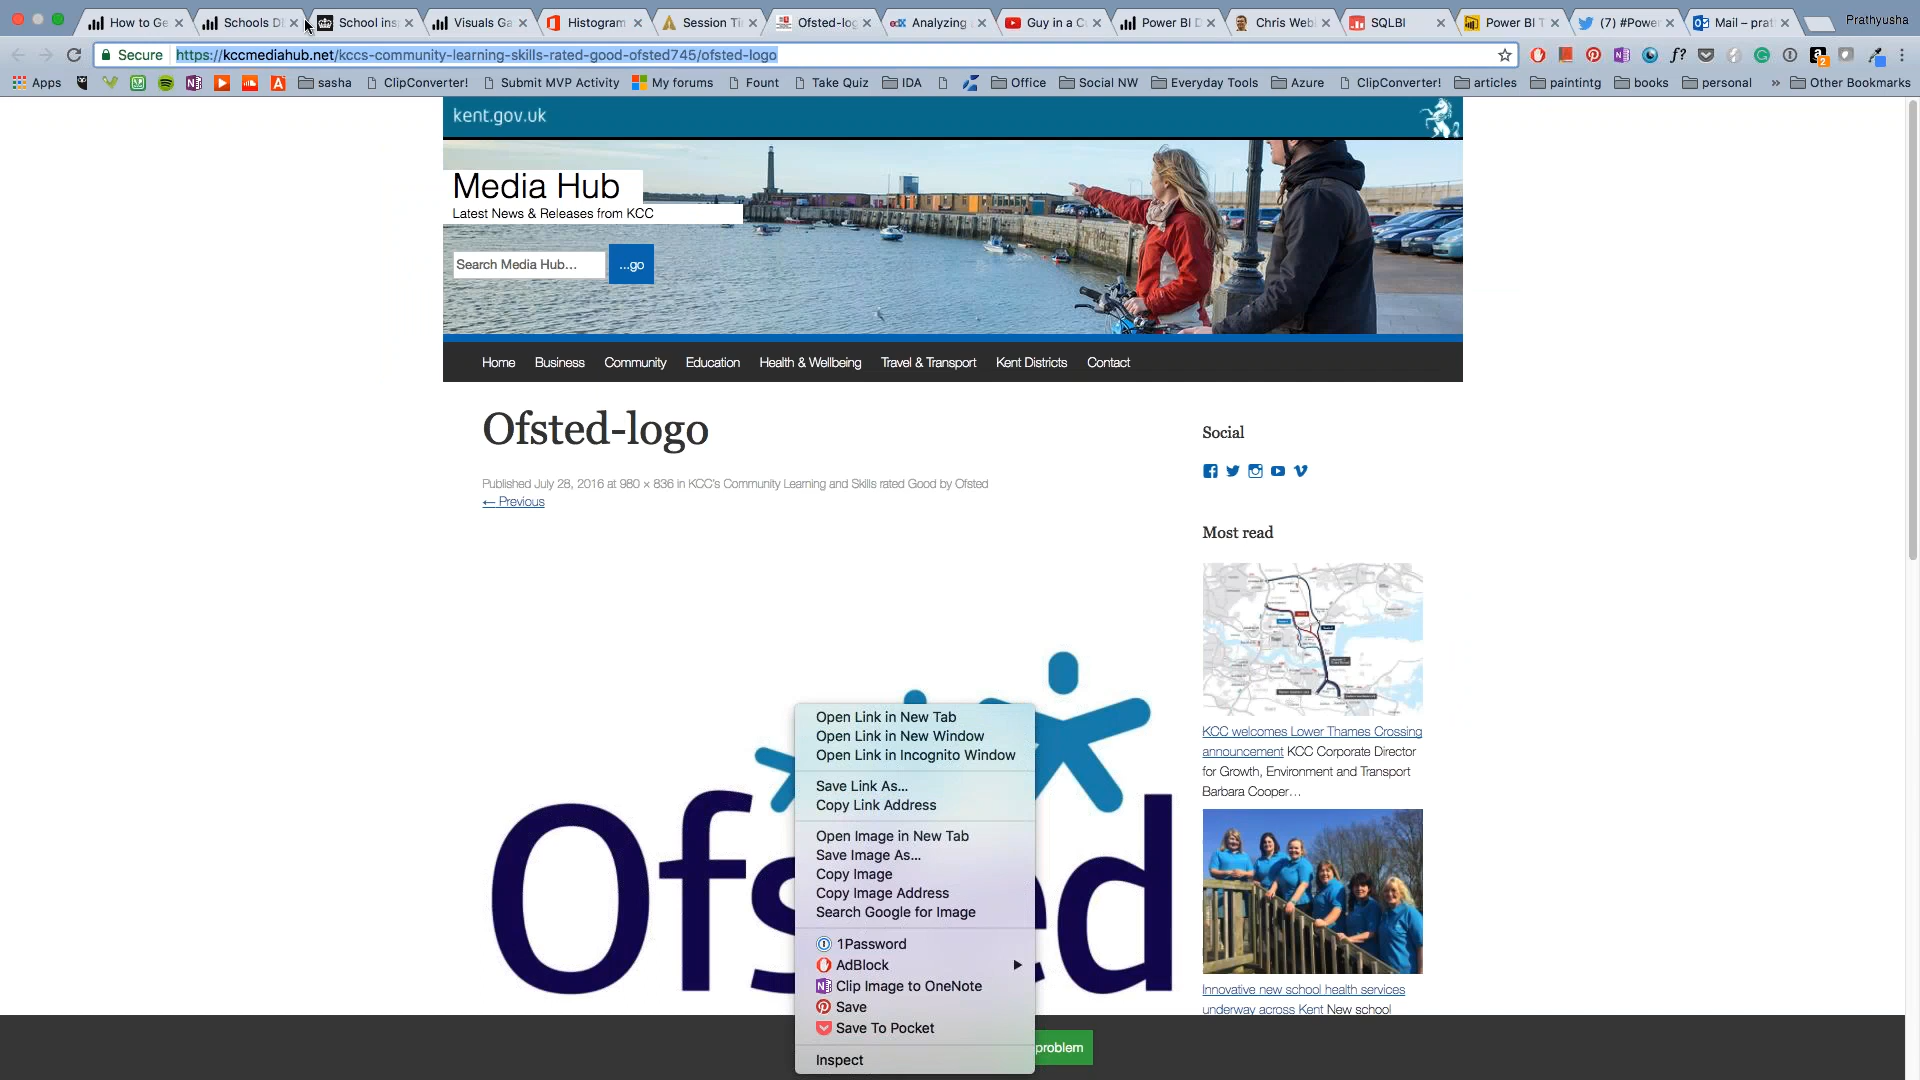 How to Ge
Schools D
School ins
Visuals Ga
Histogram
Session Ti
Ofsted-log
Analyzing
Guy in a C
Power BI D
Chris Web
SQLBI
Power BI T
(7) #Power
Mail – prat
Prathyusha
Secure https://kccmediahub.net/kccs-community-learning-skills-rated-good-ofsted745/ofsted-logo
Apps sasha ClipConverter! Submit MVP Activity My forums Fount Take Quiz IDA Office Social NW Everyday Tools Azure ClipConverter! articles paintintg books personal » Other Bookmarks
kent.gov.uk
Media Hub
Latest News & Releases from KCC
Search Media Hub...
...go
Home Business Community Education Health & Wellbeing Travel & Transport Kent Districts Contact
Ofsted-logo
Published July 28, 2016 at 980 × 836 in KCC's Community Learning and Skills rated Good by Ofsted
← Previous
Ofs
ed
Open Link in New Tab
Open Link in New Window
Open Link in Incognito Window
Save Link As...
Copy Link Address
Open Image in New Tab
Save Image As...
Copy Image
Copy Image Address
Search Google for Image
1Password
AdBlock
Clip Image to OneNote
Save
Save To Pocket
Inspect
problem
Social
Most read
KCC welcomes Lower Thames Crossing
announcement KCC Corporate Director
for Growth, Environment and Transport
Barbara Cooper…
Innovative new school health services
underway across Kent New school